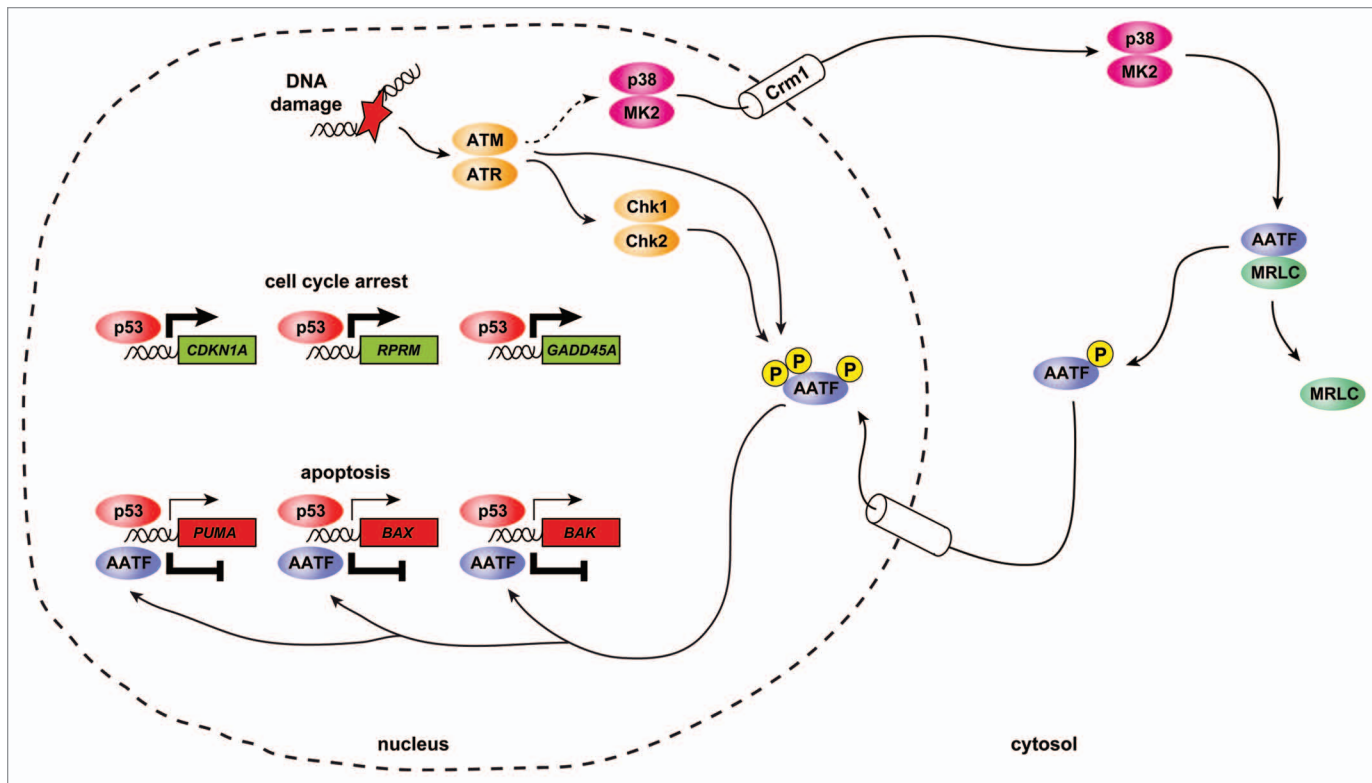 DNA
damage
p38
MK2
Crm1
p38
MK2
ATM
ATR
Chk1
Chk2
AATF
MRLC
cell cycle arrest
p53
CDKN1A
p53
RPRM
p53
GADD45A
P
P
P
AATF
P
AATF
MRLC
apoptosis
p53
PUMA
AATF
p53
BAX
AATF
p53
BAK
AATF
nucleus
cytosol